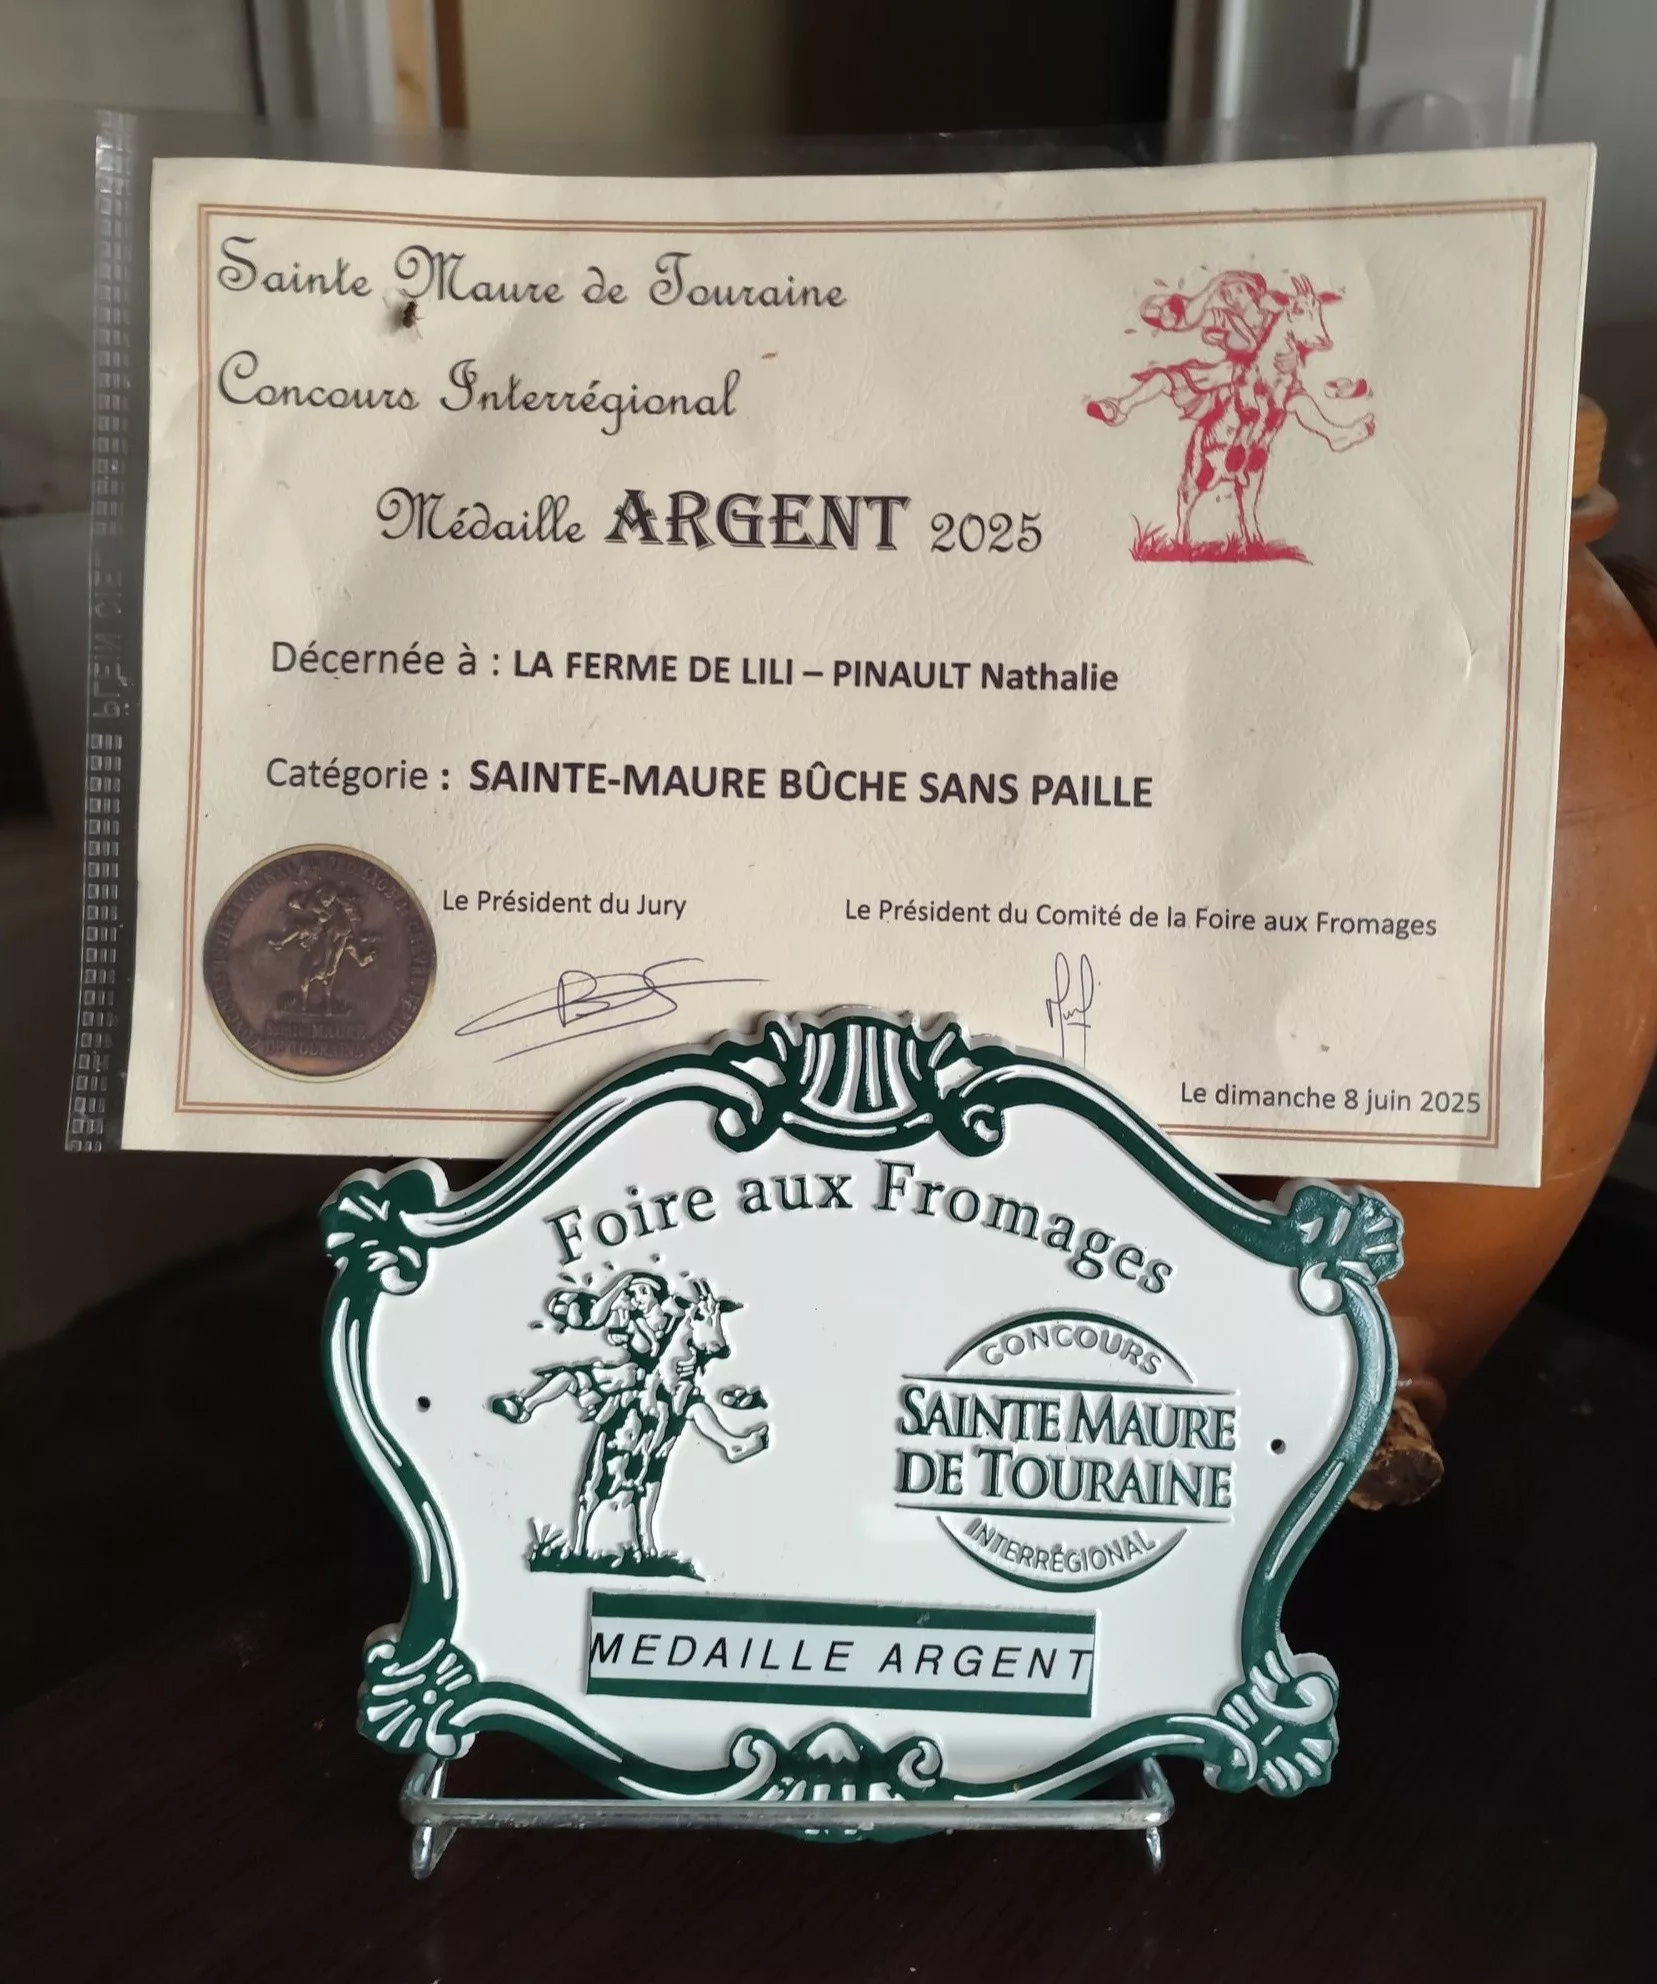 Sainte Maure de Touraine
Concours Interrégional
Médaille ARGENT 2025
Décernée à : LA FERME DE LILI – PINAULT Nathalie
Catégorie : SAINTE-MAURE BÛCHE SANS PAILLE
Le Président du Jury
Le Président du Comité de la Foire aux Fromages
Le dimanche 8 juin 2025
Foire aux Fromages
CONCOURS
SAINTE MAURE
DE TOURAINE
INTERRÉGIONAL
MEDAILLE ARGENT